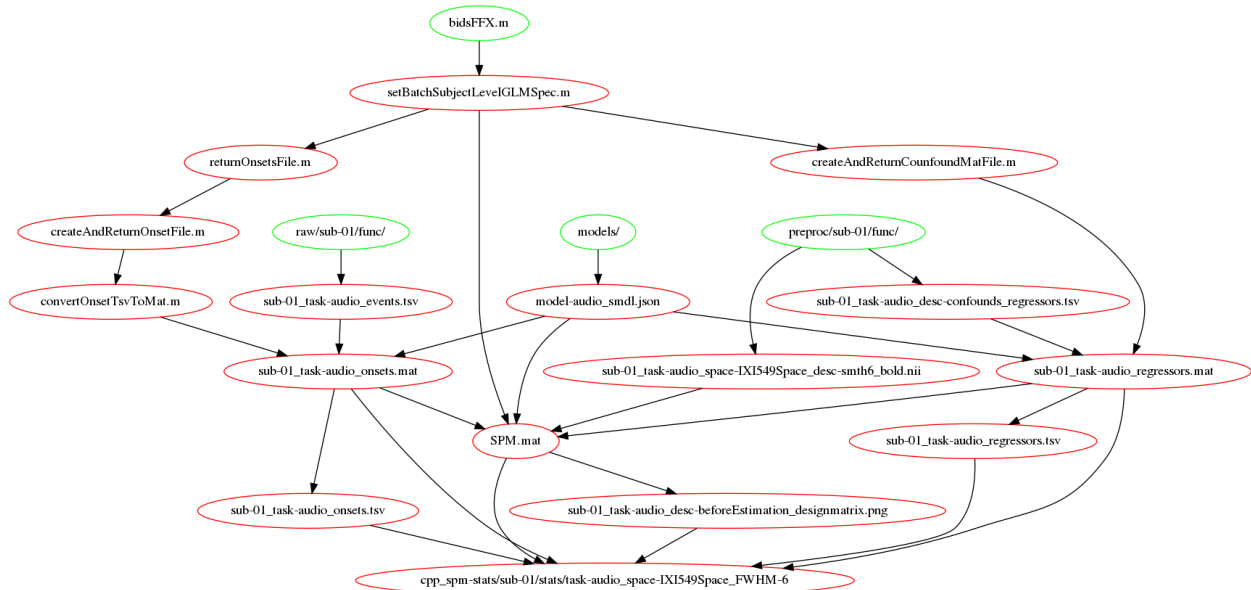 bidsFFX.m
setBatchSubjectLevelGLMSpec.m
returnOnsetsFile.m
createAndReturnCounfoundMatFile.m
createAndReturnOnsetFile.m
raw/sub-01/func/
models/
preproc/sub-01/func/
convertOnsetTsvToMat.m
sub-01_task-audio_events.tsv
model-audio_smdl.json
sub-01_task-audio_desc-confounds_regressors.tsv
sub-01_task-audio_onsets.mat
sub-01_task-audio_space-IXI549Space_desc-smth6_bold.nii
sub-01_task-audio_regressors.mat
SPM.mat
sub-01_task-audio_regressors.tsv
sub-01_task-audio_onsets.tsv
sub-01_task-audio_desc-beforeEstimation_designmatrix.png
cpp_spm-stats/sub-01/stats/task-audio_space-IXI549Space_FWHM-6